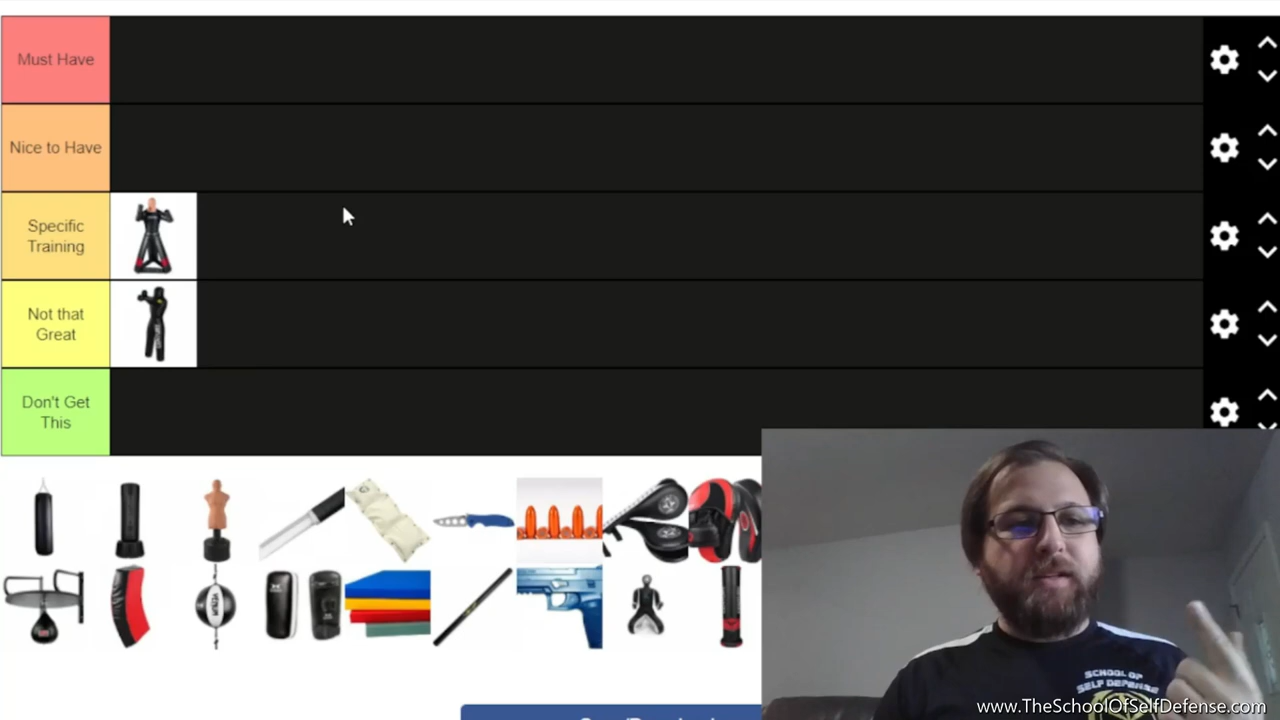 Must Have
Nice to Have
Specific
Training
Not that
Great
Don't Get
This
SCHOOL OF
SELF DEFENSE
www.TheSchoolOfSelfDefense.com